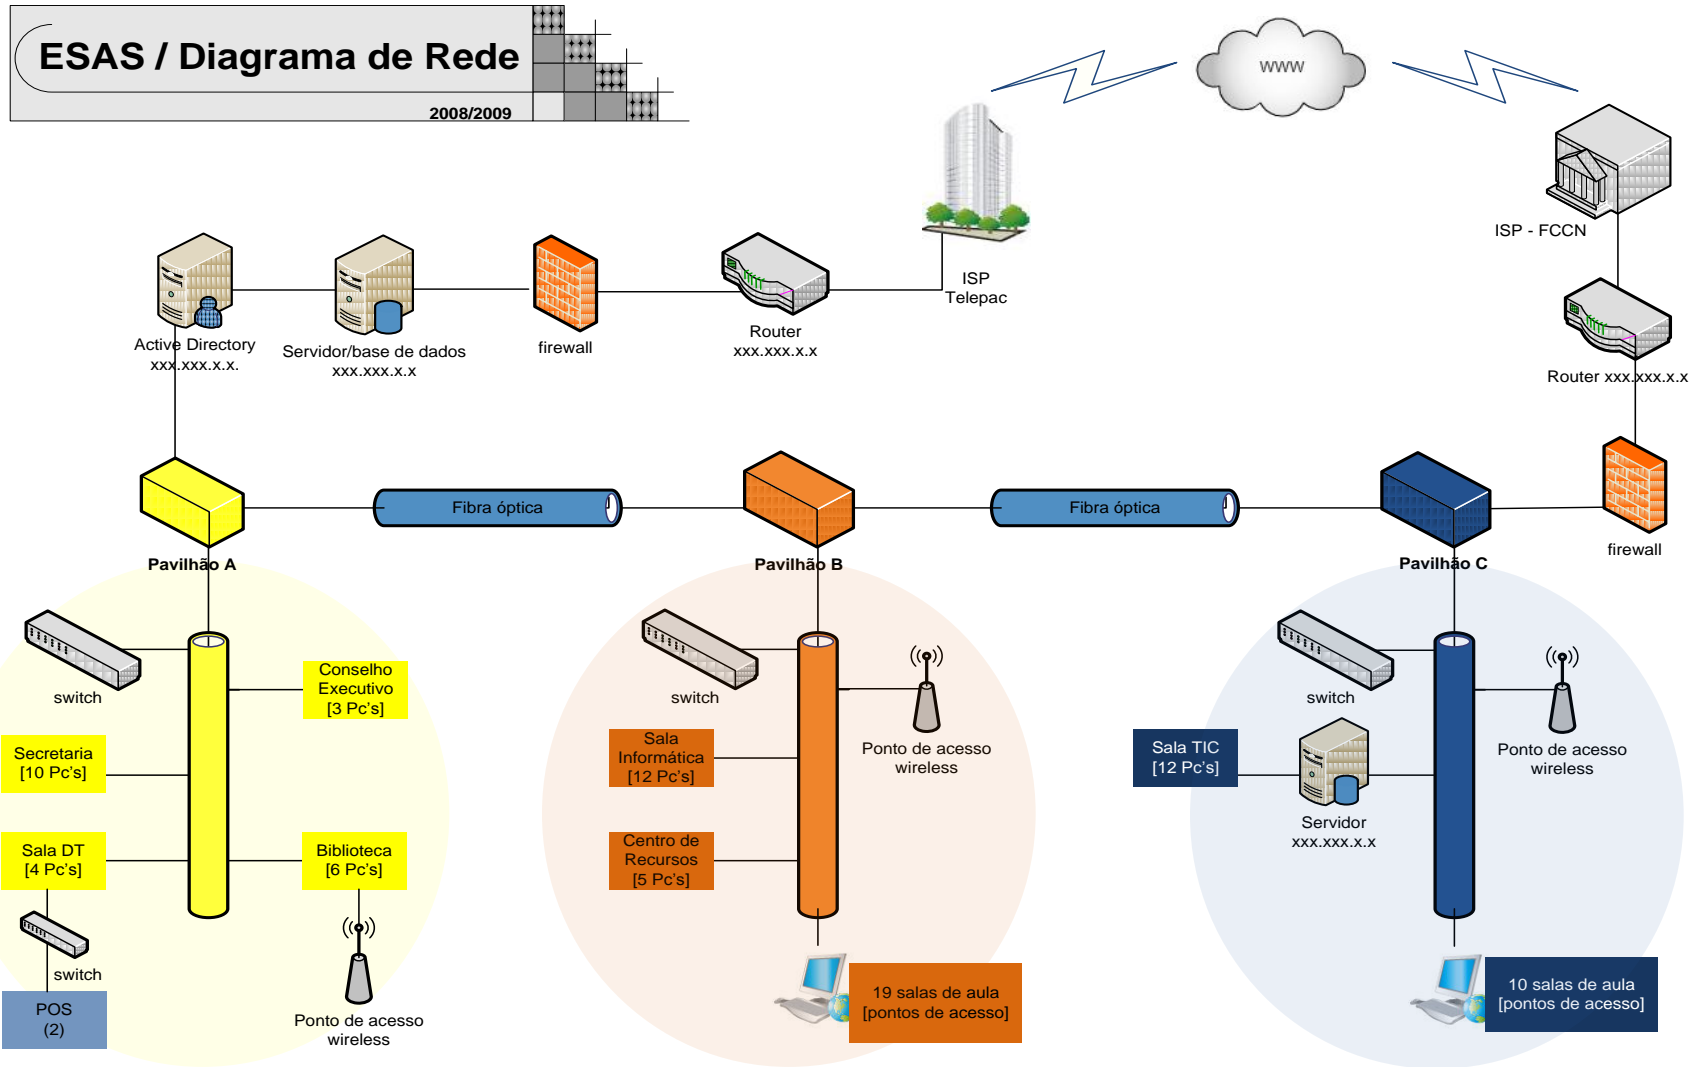 ESAS / Diagrama de Rede
2008/2009
www
ISP - FCCN
ISP
Telepac
Active Directory
xxx.xxx.x.x.
Servidor/base de dados
xxx.xxx.x.x
firewall
Router
xxx.xxx.x.x
Router xxx.xxx.x.x
Fibra óptica
Fibra óptica
firewall
Pavilhão A
Pavilhão B
Pavilhão C
switch
Conselho
Executivo
[3 Pc's]
Secretaria
[10 Pc's]
Sala DT
[4 Pc's]
Biblioteca
[6 Pc's]
switch
POS
(2)
Ponto de acesso
wireless
switch
Ponto de acesso
wireless
Sala
Informática
[12 Pc's]
Centro de
Recursos
[5 Pc's]
19 salas de aula
[pontos de acesso]
switch
Ponto de acesso
wireless
Sala TIC
[12 Pc's]
Servidor
xxx.xxx.x.x
10 salas de aula
[pontos de acesso]